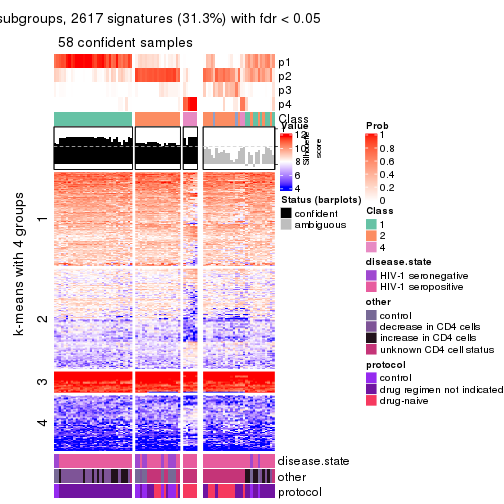 subgroups, 2617 signatures (31.3%) with fdr < 0.05
58 confident samples
p1
p2
p3
p4
Class
Silhouette
score
k-means with 4 groups
1
2
3
4
disease.state
other
protocol
Value
12
10
8
6
4
Status (barplots)
confident
ambiguous
Prob
1
0.8
0.6
0.4
0.2
0
Class
1
2
4
disease.state
HIV-1 seronegative
HIV-1 seropositive
other
control
decrease in CD4 cells
increase in CD4 cells
unknown CD4 cell status
protocol
control
drug regimen not indicated
drug-naive